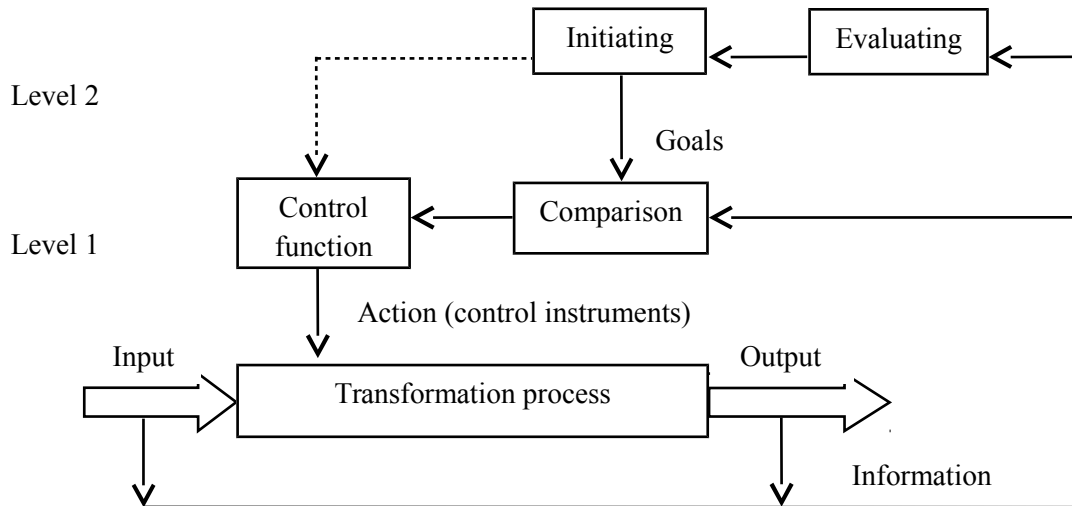 Initiating
Evaluating
Level 2
Goals
Control
function
Comparison
Level 1
Action (control instruments)
Input
Output
Transformation process
Information